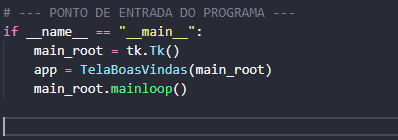 # --- PONTO DE ENTRADA DO PROGRAMA ---
if __name__ == "__main__":
    main_root = tk.Tk()
    app = TelaBoasVindas(main_root)
    main_root.mainloop()